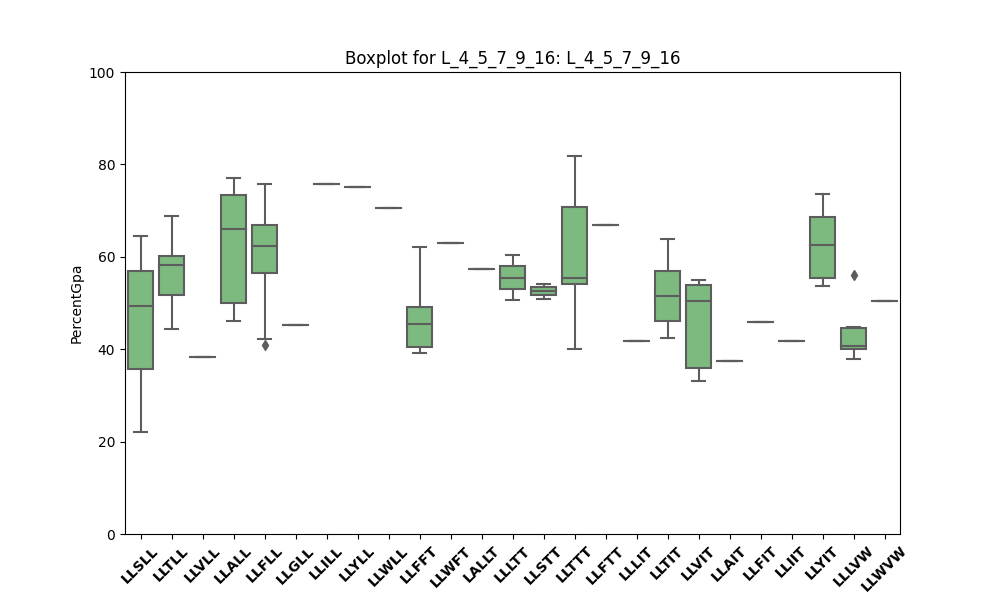 Boxplot for L_4_5_7_9_16: L_4_5_7_9_16
PercentGpa
100
80
60
40
20
0
LLSLL
LLTLL
LLVLL
LLALL
LLFLL
LLGLL
LLILL
LLYLL
LLWLL
LLFFT
LLWFT
LALLT
LLLTT
LLSTT
LLTTT
LLFTT
LLLIT
LLTIT
LLVIT
LLAIT
LLFIT
LLIIT
LLYIT
LLLVW
LLWVW